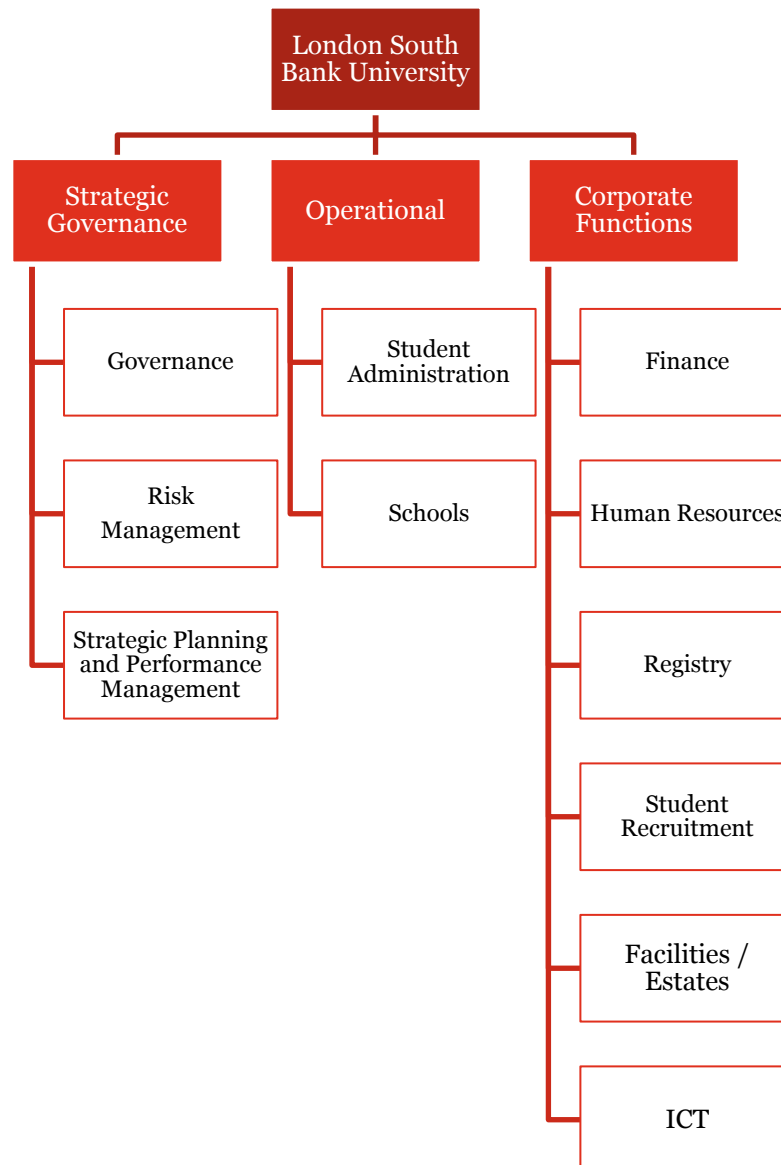 London South
Bank University
Strategic
Governance
Operational
Corporate
Functions
Governance
Risk
Management
Strategic Planning
and Performance
Management
Student
Administration
Schools
Finance
Human Resources
Registry
Student
Recruitment
Facilities /
Estates
ICT